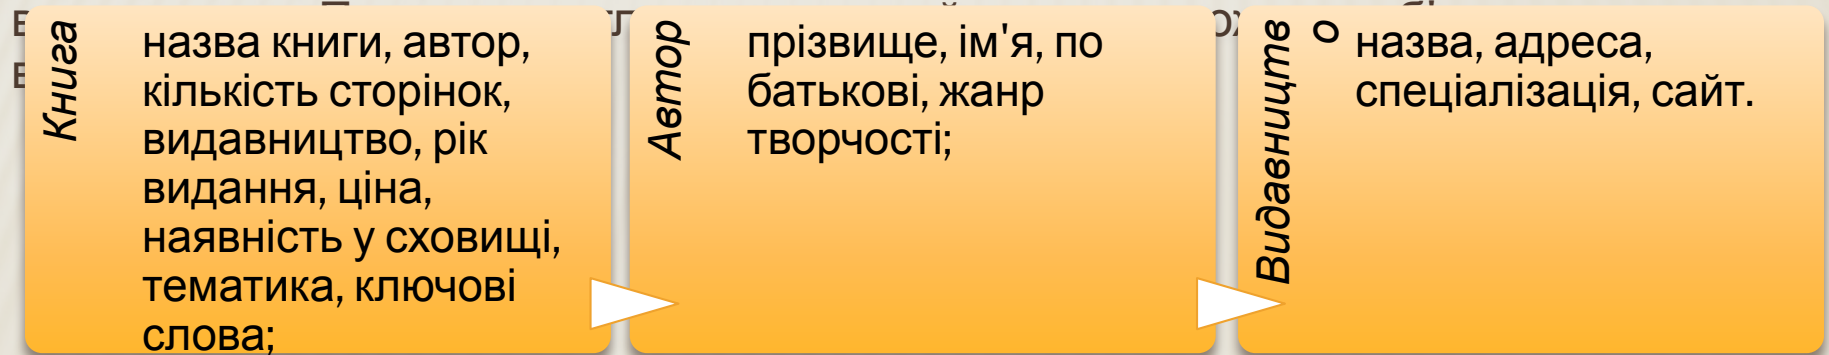 Книга
назва книги, автор,
кількість сторінок,
видавництво, рік
видання, ціна,
наявність у сховищі,
тематика, ключові
слова;
Автор
прізвище, ім'я, по
батькові, жанр
творчості;
Видавництв
о
назва, адреса,
спеціалізація, сайт.